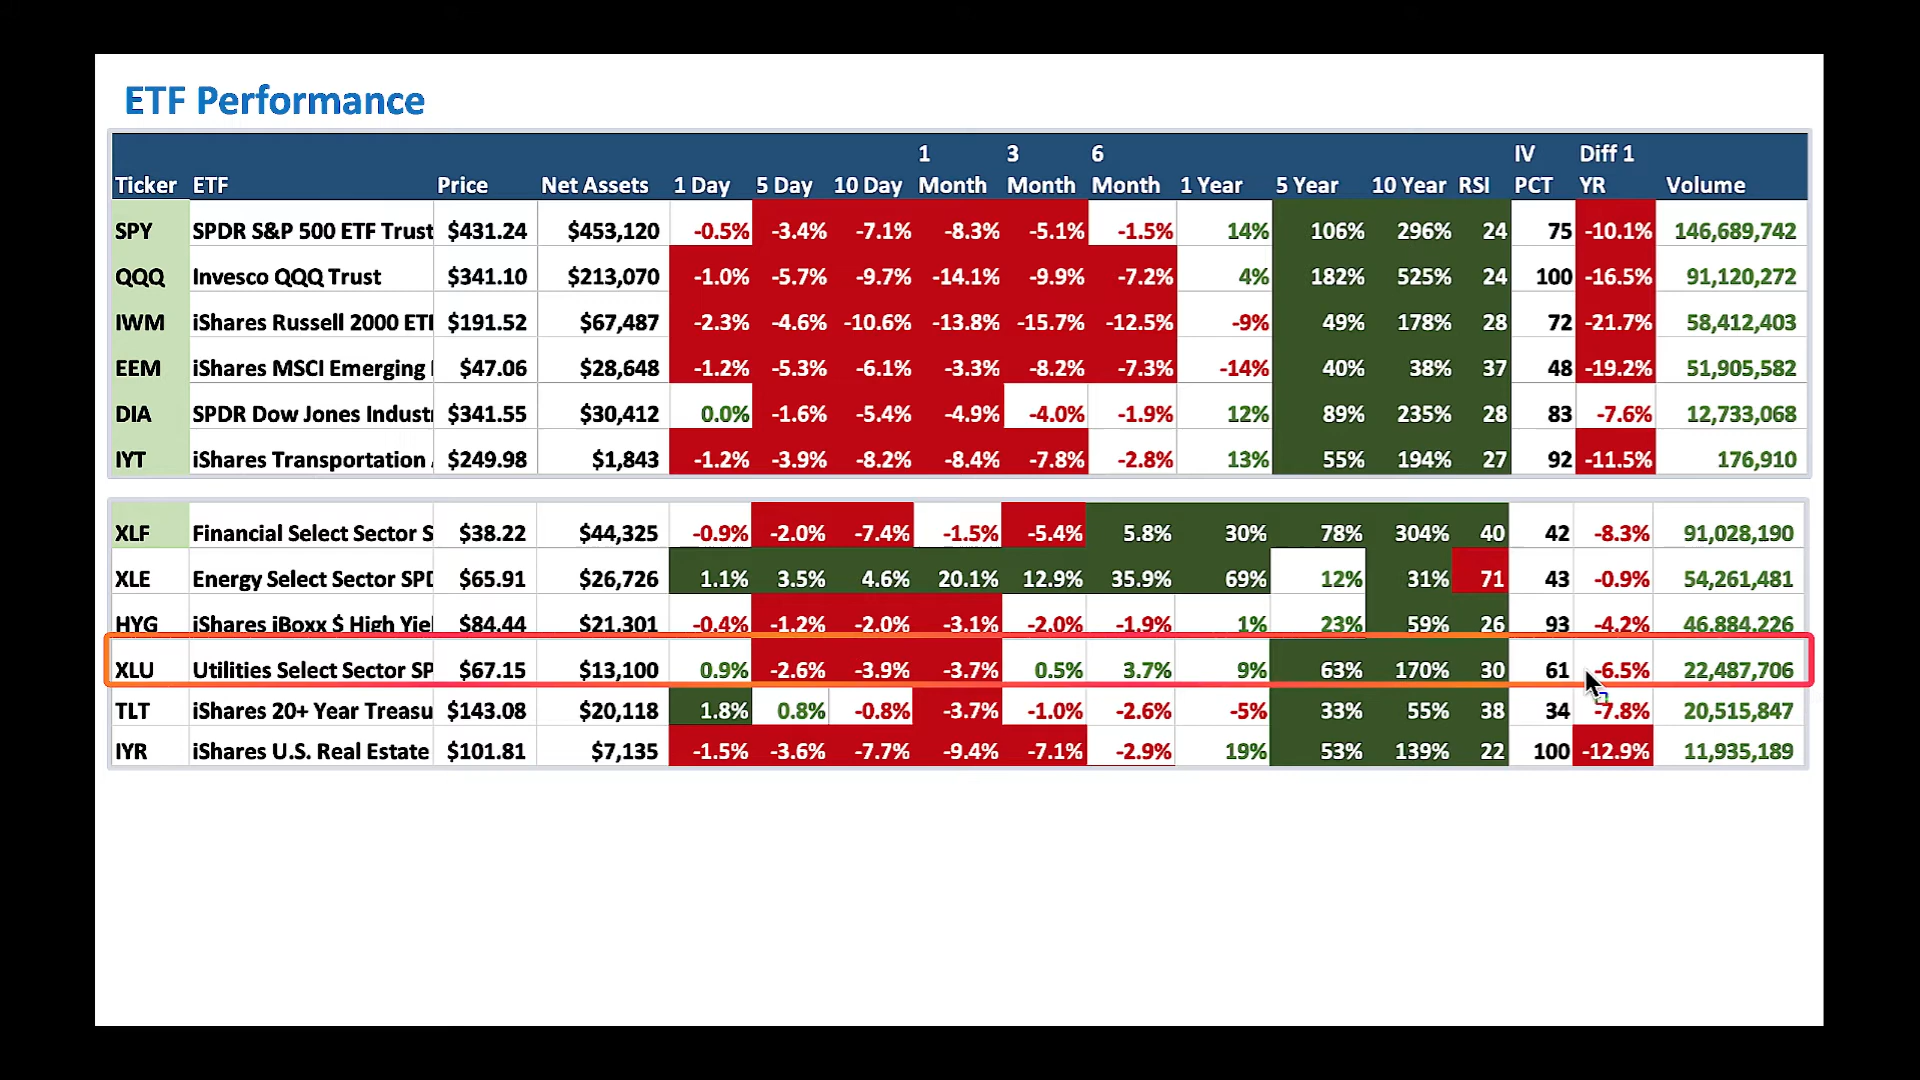 ETF Performance
Ticker ETF Price Net Assets 1 Day 5 Day 10 Day 1 Month 3 Month 6 Month 1 Year 5 Year 10 Year RSI IV PCT Diff 1 YR Volume
SPY SPDR S&P 500 ETF Trust $431.24 $453,120 -0.5% -3.4% -7.1% -8.3% -5.1% -1.5% 14% 106% 296% 24 75 -10.1% 146,689,742
QQQ Invesco QQQ Trust $341.10 $213,070 -1.0% -5.7% -9.7% -14.1% -9.9% -7.2% 4% 182% 525% 24 100 -16.5% 91,120,272
IWM iShares Russell 2000 ET $191.52 $67,487 -2.3% -4.6% -10.6% -13.8% -15.7% -12.5% -9% 49% 178% 28 72 -21.7% 58,412,403
EEM iShares MSCI Emerging $47.06 $28,648 -1.2% -5.3% -6.1% -3.3% -8.2% -7.3% -14% 40% 38% 37 48 -19.2% 51,905,582
DIA SPDR Dow Jones Indust $341.55 $30,412 0.0% -1.6% -5.4% -4.9% -4.0% -1.9% 12% 89% 235% 28 83 -7.6% 12,733,068
IYT iShares Transportation $249.98 $1,843 -1.2% -3.9% -8.2% -8.4% -7.8% -2.8% 13% 55% 194% 27 92 -11.5% 176,910
XLF Financial Select Sector S $38.22 $44,325 -0.9% -2.0% -7.4% -1.5% -5.4% 5.8% 30% 78% 304% 40 42 -8.3% 91,028,190
XLE Energy Select Sector SPD $65.91 $26,726 1.1% 3.5% 4.6% 20.1% 12.9% 35.9% 69% 12% 31% 71 43 -0.9% 54,261,481
HYG iShares iBoxx $ High Yie $84.44 $21,301 -0.4% -1.2% -2.0% -3.1% -2.0% -1.9% 1% 23% 59% 26 93 -4.2% 46,884,226
XLU Utilities Select Sector SP $67.15 $13,100 0.9% -2.6% -3.9% -3.7% 0.5% 3.7% 9% 63% 170% 30 61 -6.5% 22,487,706
TLT iShares 20+ Year Treasu $143.08 $20,118 1.8% 0.8% -0.8% -3.7% -1.0% -2.6% -5% 33% 55% 38 34 -7.8% 20,515,847
IYR iShares U.S. Real Estate $101.81 $7,135 -1.5% -3.6% -7.7% -9.4% -7.1% -2.9% 19% 53% 139% 22 100 -12.9% 11,935,189